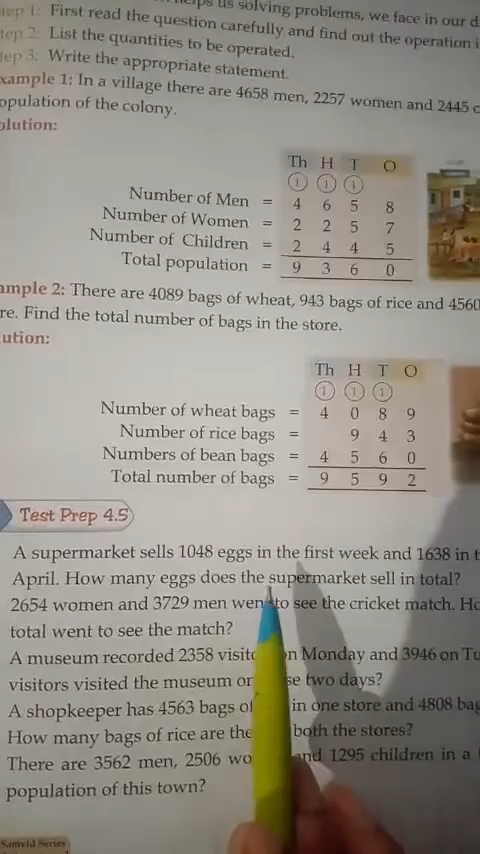 helps us solving problems, we face in our d
tep 1: First read the question carefully and find out the operation i
tep 2: List the quantities to be operated.
tep 3: Write the appropriate statement.
xample 1: In a village there are 4658 men, 2257 women and 2445 c
opulation of the colony.
olution:
Th H T O
1 1 1
Number of Men = 4 6 5 8
Number of Women = 2 2 5 7
Number of Children = 2 4 4 5
Total population = 9 3 6 0
ample 2: There are 4089 bags of wheat, 943 bags of rice and 4560
re. Find the total number of bags in the store.
ution:
Th H T O
1 1 1
Number of wheat bags = 4 0 8 9
Number of rice bags = 9 4 3
Numbers of bean bags = 4 5 6 0
Total number of bags = 9 5 9 2
Test Prep 4.5
A supermarket sells 1048 eggs in the first week and 1638 in t
April. How many eggs does the supermarket sell in total?
2654 women and 3729 men wen to see the cricket match. Ho
total went to see the match?
A museum recorded 2358 visit n Monday and 3946 on Tu
visitors visited the museum on se two days?
A shopkeeper has 4563 bags of in one store and 4808 bag
How many bags of rice are the both the stores?
There are 3562 men, 2506 wo and 1295 children in a
population of this town?
Samvid Series